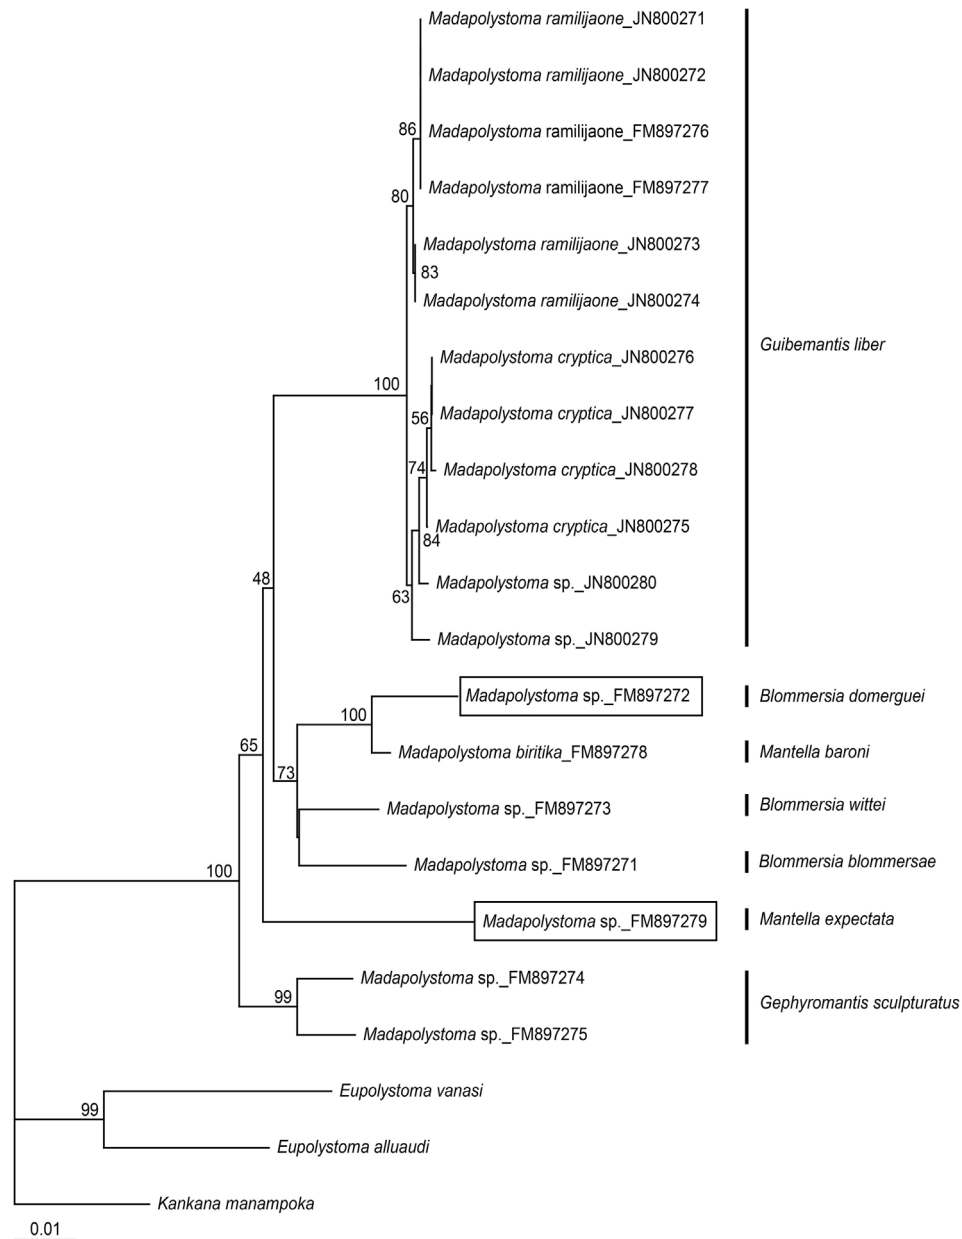 Madapolystoma ramilijaone_JN800271
Madapolystoma ramilijaone_JN800272
86
Madapolystoma ramilijaone_FM897276
Madapolystoma ramilijaone_FM897277
80
Madapolystoma ramilijaone_JN800273
83
Madapolystoma ramilijaone_JN800274
Guibemantis liber
Madapolystoma cryptica_JN800276
100
56
Madapolystoma cryptica_JN800277
74
Madapolystoma cryptica_JN800278
Madapolystoma cryptica_JN800275
84
48
Madapolystoma sp._JN800280
63
Madapolystoma sp._JN800279
Madapolystoma sp._FM897272
Blommersia domerguei
100
65
Madapolystoma biritika_FM897278
Mantella baroni
73
Madapolystoma sp._FM897273
Blommersia wittei
Madapolystoma sp._FM897271
Blommersia blommersae
100
Madapolystoma sp._FM897279
Mantella expectata
Madapolystoma sp._FM897274
99
Gephyromantis sculpturatus
Madapolystoma sp._FM897275
Eupolystoma vanasi
99
Eupolystoma alluaudi
Kankana manampoka
0.01